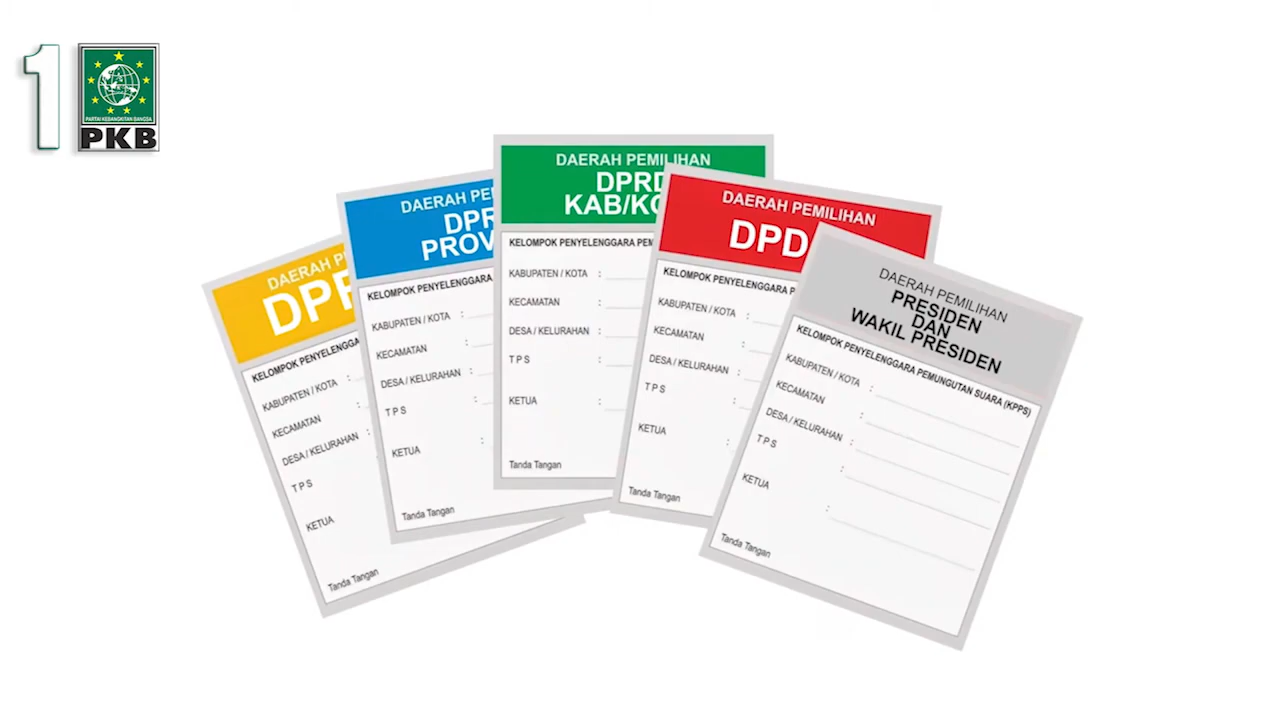 1
PARTAI KEBANGKITAN BANGSA
PKB
DAERAH
DPR
KELOMPOK PENYELENGGARA
KABUPATEN / KOTA :
KECAMATAN :
DESA / KELURAHAN :
T P S
KETUA
Tanda Tangan
DAERAH
DPR
PROV
KELOMPOK PENYELENGGARA
KABUPATEN / KOTA :
KECAMATAN :
DESA / KELURAHAN :
T P S :
KETUA :
Tanda Tangan
DAERAH PEMILIHAN
DPRD
KAB/KO
KELOMPOK PENYELENGGARA PEM
KABUPATEN / KOTA :
KECAMATAN :
DESA / KELURAHAN :
T P S :
KETUA :
Tanda Tangan
DAERAH PEMILIHAN
DPD
KELOMPOK PENYELENGGARA
KABUPATEN / KOTA :
KECAMATAN :
DESA / KELURAHAN :
T P S :
KETUA :
Tanda Tangan
DAERAH PEMILIHAN
PRESIDEN
DAN
WAKIL PRESIDEN
KELOMPOK PENYELENGGARA PEMUNGUTAN SUARA (KPPS)
KABUPATEN / KOTA :
KECAMATAN :
DESA / KELURAHAN :
T P S :
KETUA :
Tanda Tangan